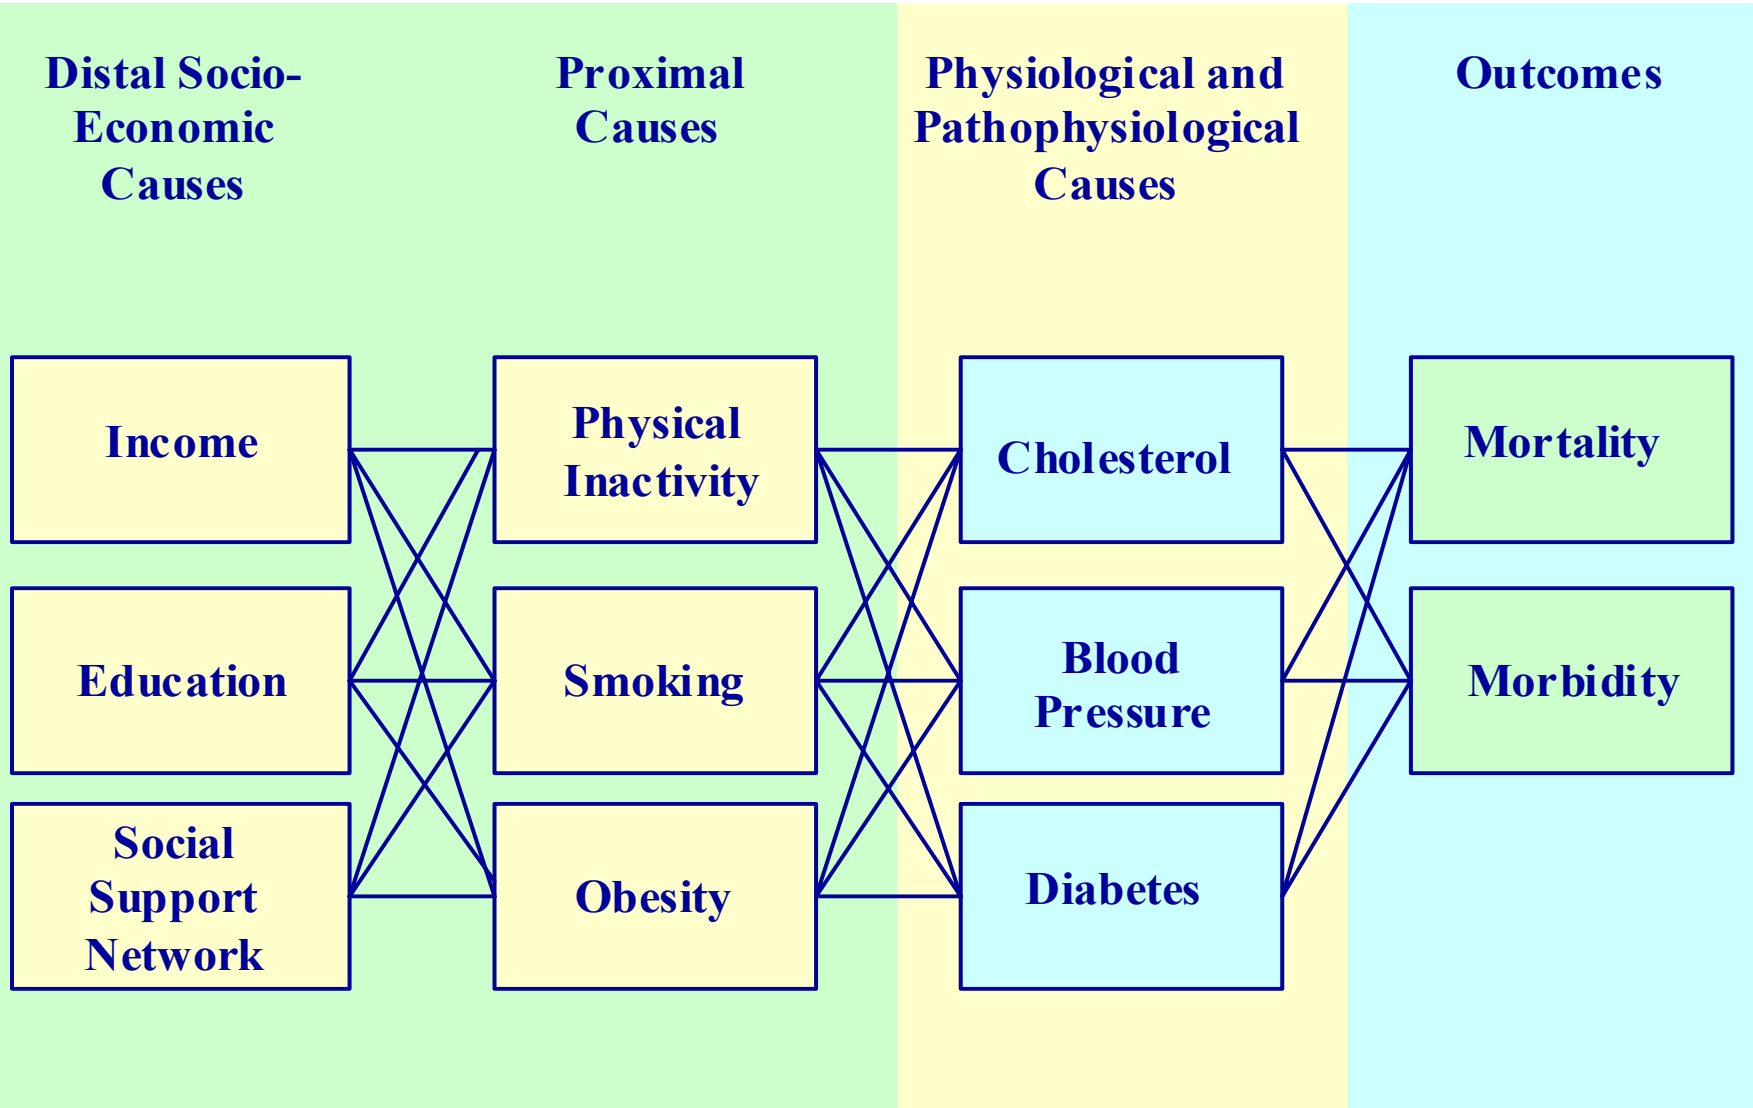 Distal Socio-
Economic
Causes
Proximal
Causes
Physiological and
Pathophysiological
Causes
Outcomes
Income
Physical
Inactivity
Cholesterol
Mortality
Education
Smoking
Blood
Pressure
Morbidity
Social
Support
Network
Obesity
Diabetes